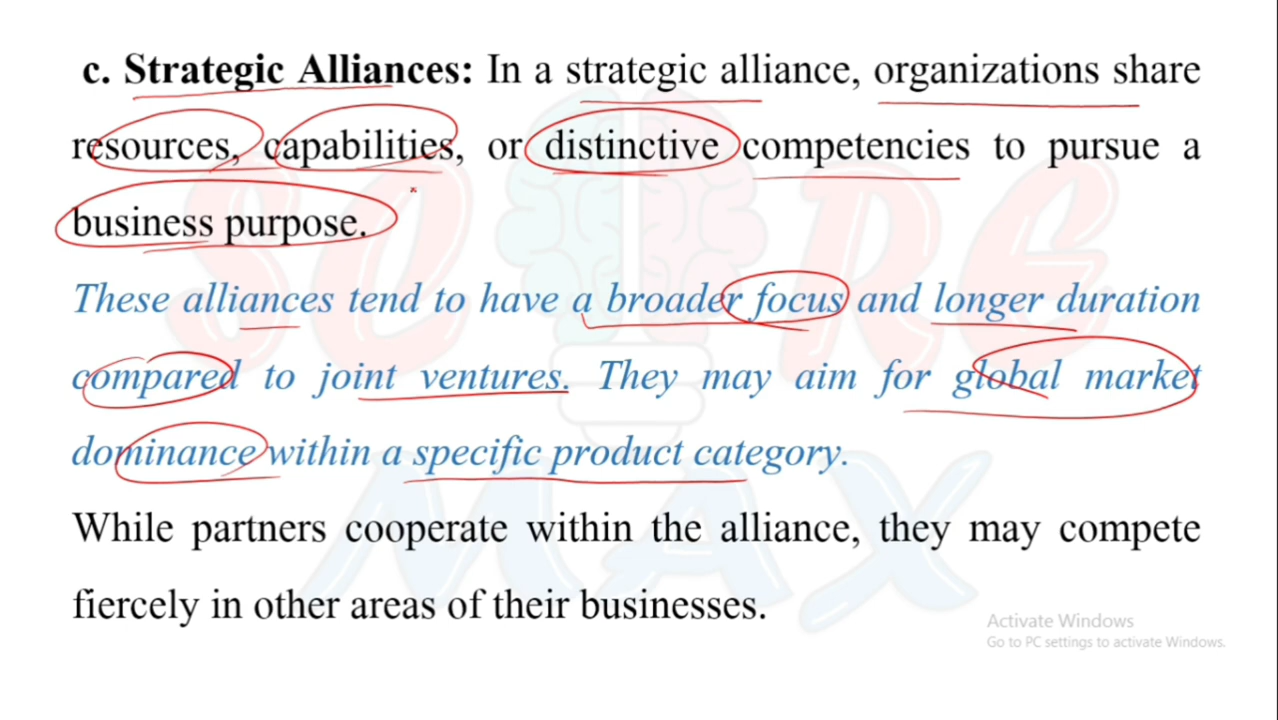 c. Strategic Alliances: In a strategic alliance, organizations share
resources, capabilities, or distinctive competencies to pursue a
business purpose.
These alliances tend to have a broader focus and longer duration
compared to joint ventures. They may aim for global market
dominance within a specific product category.
While partners cooperate within the alliance, they may compete
fiercely in other areas of their businesses.
SCORE
MAX
Activate Windows
Go to PC settings to activate Windows.